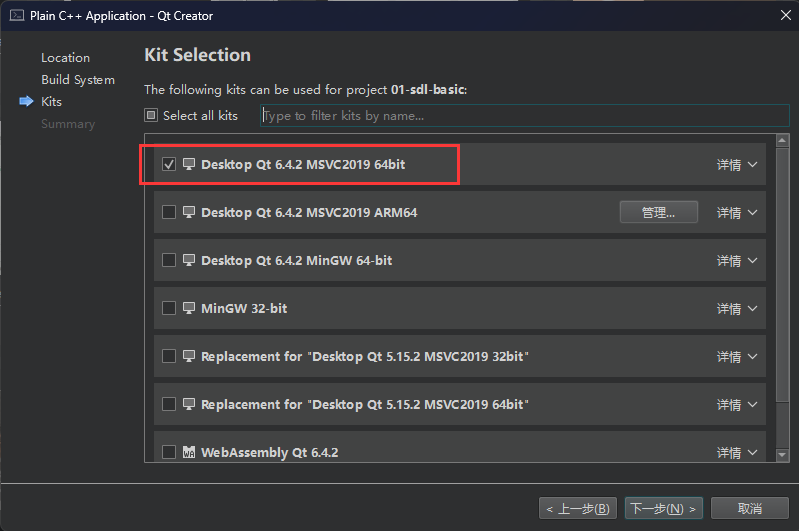 Plain C++ Application - Qt Creator
Location
Build System
Kits
Summary
Kit Selection
The following kits can be used for project 01-sdl-basic:
Select all kits
Type to filter kits by name...
Desktop Qt 6.4.2 MSVC2019 64bit 详情
Desktop Qt 6.4.2 MSVC2019 ARM64 管理... 详情
Desktop Qt 6.4.2 MinGW 64-bit 详情
MinGW 32-bit 详情
Replacement for "Desktop Qt 5.15.2 MSVC2019 32bit" 详情
Replacement for "Desktop Qt 5.15.2 MSVC2019 64bit" 详情
WebAssembly Qt 6.4.2 详情
< 上一步(B) 下一步(N) > 取消